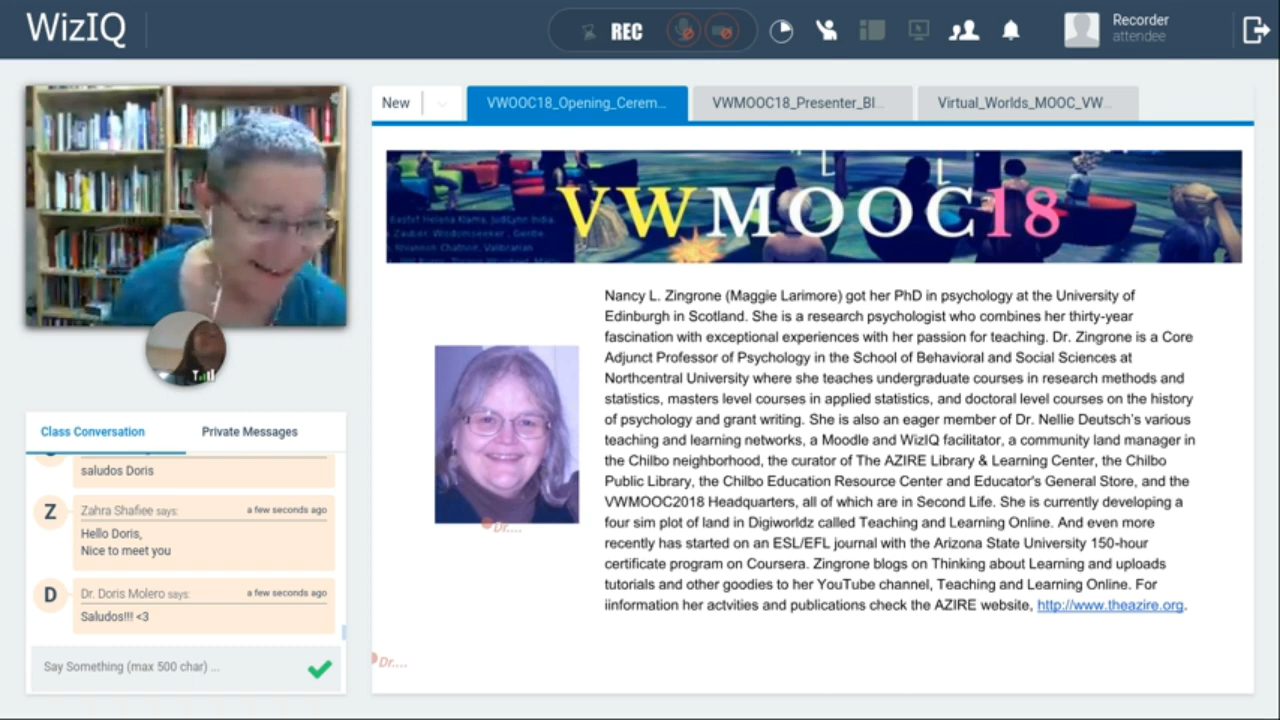 WizIQ
REC
Recorder
attendee
New
VWOOC18_Opening_Cerem...
VWMOOC18_Presenter_BI...
Virtual_Worlds_MOOC_VW...
VWMOOC18
Nancy L. Zingrone (Maggie Larimore) got her PhD in psychology at the University of
Edinburgh in Scotland. She is a research psychologist who combines her thirty-year
fascination with exceptional experiences with her passion for teaching. Dr. Zingrone is a Core
Adjunct Professor of Psychology in the School of Behavioral and Social Sciences at
Northcentral University where she teaches undergraduate courses in research methods and
statistics, masters level courses in applied statistics, and doctoral level courses on the history
of psychology and grant writing. She is also an eager member of Dr. Nellie Deutsch's various
teaching and learning networks, a Moodle and WizIQ facilitator, a community land manager in
the Chilbo neighborhood, the curator of The AZIRE Library & Learning Center, the Chilbo
Public Library, the Chilbo Education Resource Center and Educator's General Store, and the
VWMOOC2018 Headquarters, all of which are in Second Life. She is currently developing a
four sim plot of land in Digiworldz called Teaching and Learning Online. And even more
recently has started on an ESL/EFL journal with the Arizona State University 150-hour
certificate program on Coursera. Zingrone blogs on Thinking about Learning and uploads
tutorials and other goodies to her YouTube channel, Teaching and Learning Online. For
iinformation her actvities and publications check the AZIRE website, http://www.theazire.org.
Dr....
Dr....
Class Conversation
Private Messages
saludos Doris
Z
Zahra Shafiee says:
a few seconds ago
Hello Doris,
Nice to meet you
D
Dr. Doris Molero says:
a few seconds ago
Saludos!!! <3
Say Something (max 500 char) ...